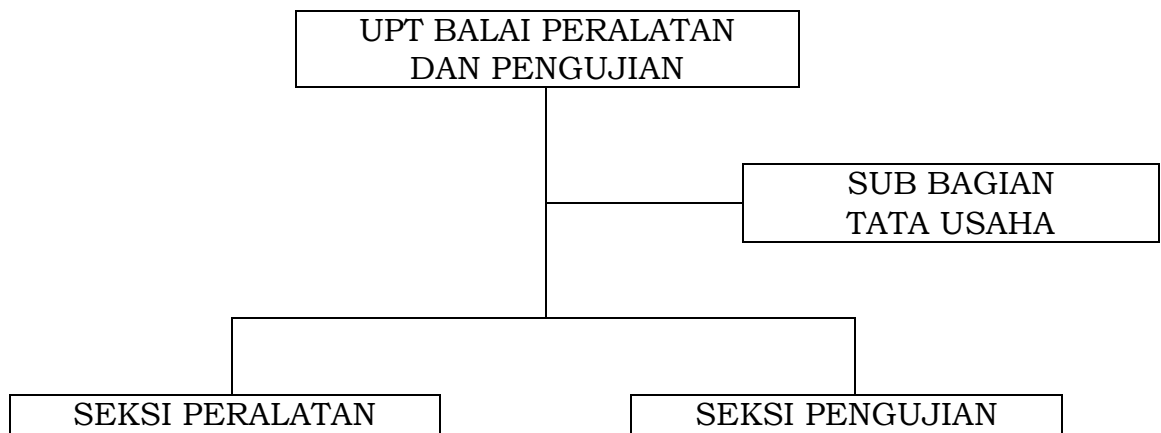 UPT BALAI PERALATAN
DAN PENGUJIAN
SUB BAGIAN
TATA USAHA
SEKSI PERALATAN
SEKSI PENGUJIAN